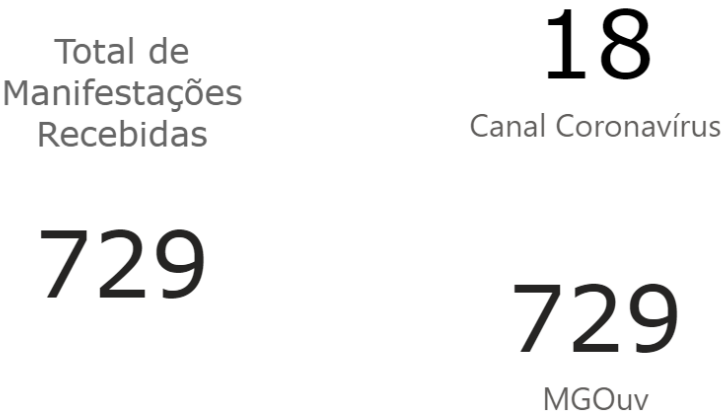 Total de
Manifestações
Recebidas
729
18
Canal Coronavírus
729
MGOuv